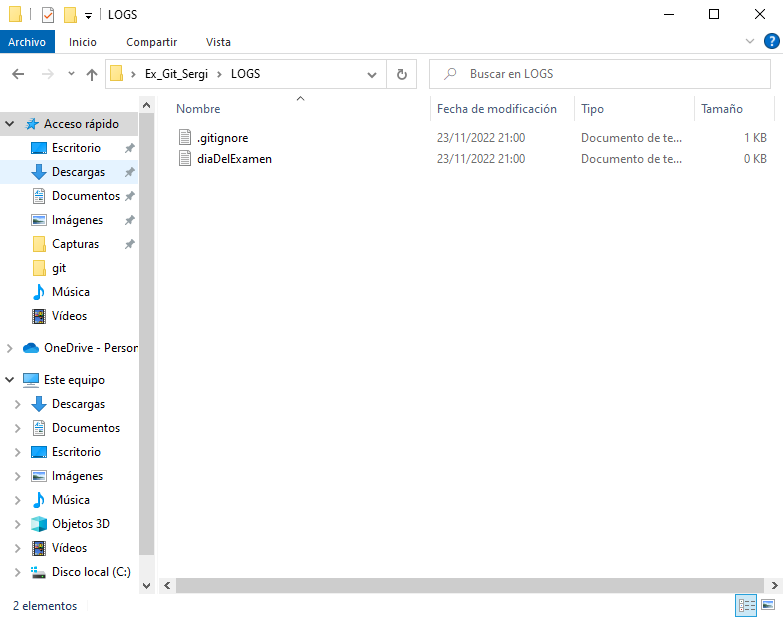 LOGS
Archivo Inicio Compartir Vista
Ex_Git_Sergi LOGS
Buscar en LOGS
Acceso rápido
Escritorio
Descargas
Documentos
Imágenes
Capturas
git
Música
Vídeos
OneDrive - Person
Este equipo
Descargas
Documentos
Escritorio
Imágenes
Música
Objetos 3D
Vídeos
Disco local (C:)
Nombre Fecha de modificación Tipo Tamaño
.gitignore 23/11/2022 21:00 Documento de te... 1 KB
diaDelExamen 23/11/2022 21:00 Documento de te... 0 KB
2 elementos